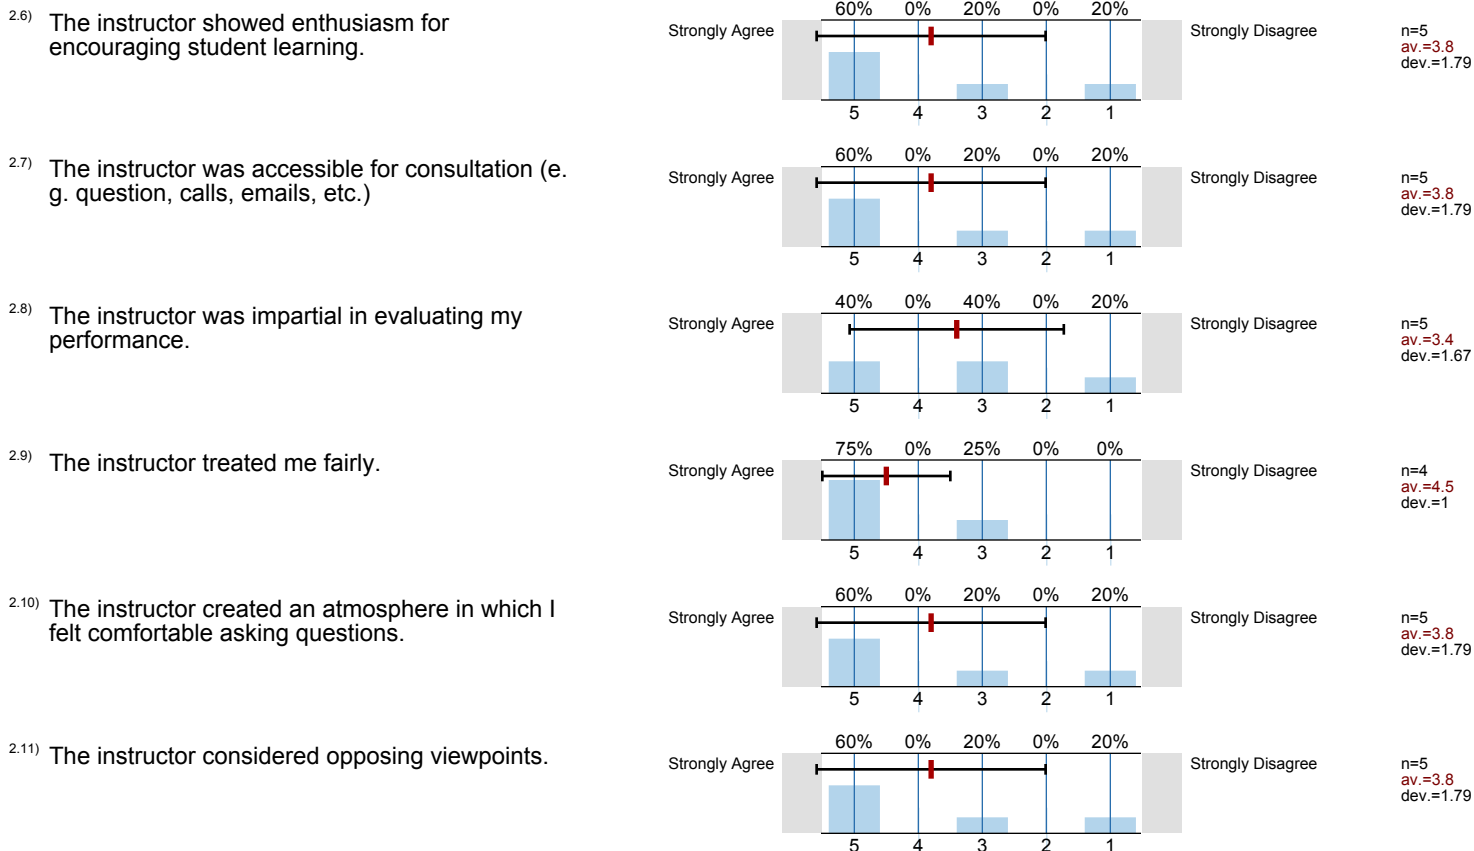 2.6) The instructor showed enthusiasm for
encouraging student learning.
60% 0% 20% 0% 20%
Strongly Agree
Strongly Disagree
n=5
av.=3.8
dev.=1.79
5 4 3 2 1
2.7) The instructor was accessible for consultation (e.
g. question, calls, emails, etc.)
60% 0% 20% 0% 20%
Strongly Agree
Strongly Disagree
n=5
av.=3.8
dev.=1.79
5 4 3 2 1
2.8) The instructor was impartial in evaluating my
performance.
40% 0% 40% 0% 20%
Strongly Agree
Strongly Disagree
n=5
av.=3.4
dev.=1.67
5 4 3 2 1
2.9) The instructor treated me fairly.
75% 0% 25% 0% 0%
Strongly Agree
Strongly Disagree
n=4
av.=4.5
dev.=1
5 4 3 2 1
2.10) The instructor created an atmosphere in which I
felt comfortable asking questions.
60% 0% 20% 0% 20%
Strongly Agree
Strongly Disagree
n=5
av.=3.8
dev.=1.79
5 4 3 2 1
2.11) The instructor considered opposing viewpoints.
60% 0% 20% 0% 20%
Strongly Agree
Strongly Disagree
n=5
av.=3.8
dev.=1.79
5 4 3 2 1